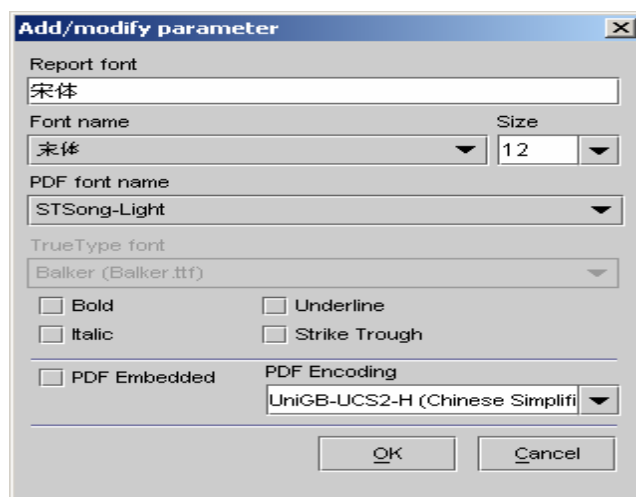 Add/modify parameter
Report font
宋体
Font name Size
宋体 12
PDF font name
STSong-Light
TrueType font
Balker (Balker.ttf)
Bold Underline
Italic Strike Trough
PDF Embedded PDF Encoding
UniGB-UCS2-H (Chinese Simplifi
OK Cancel